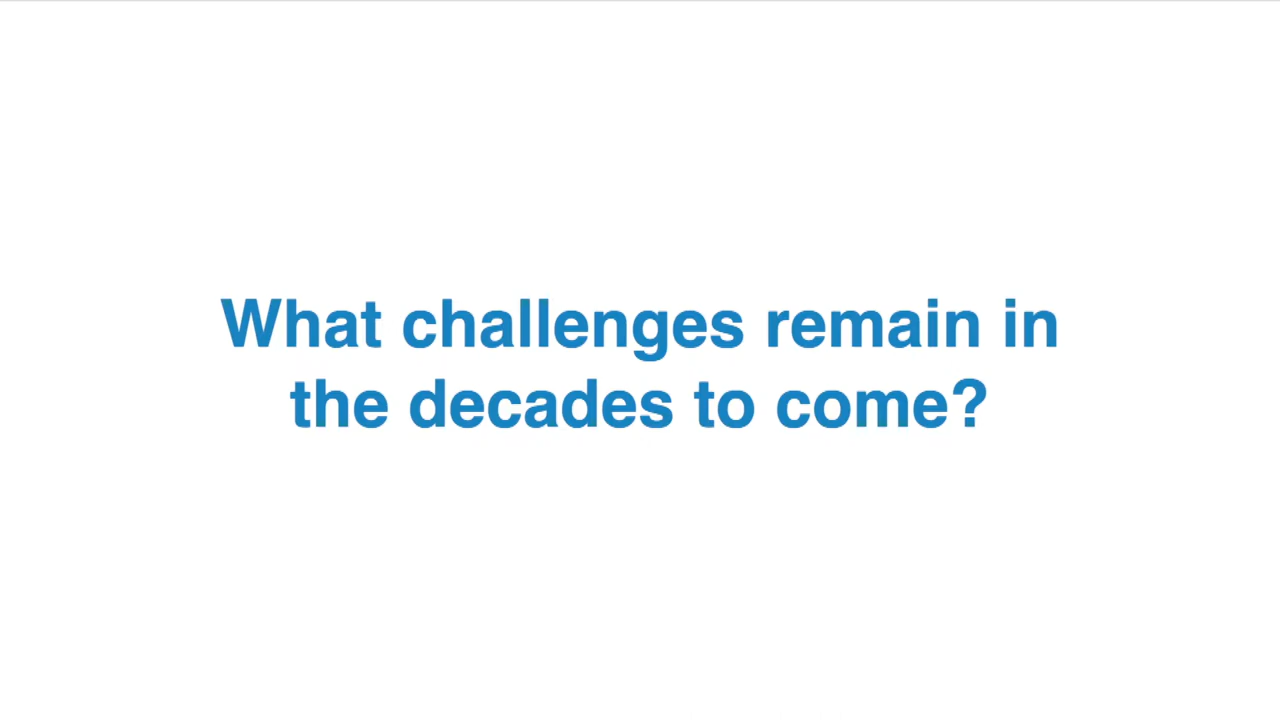 What challenges remain in
the decades to come?